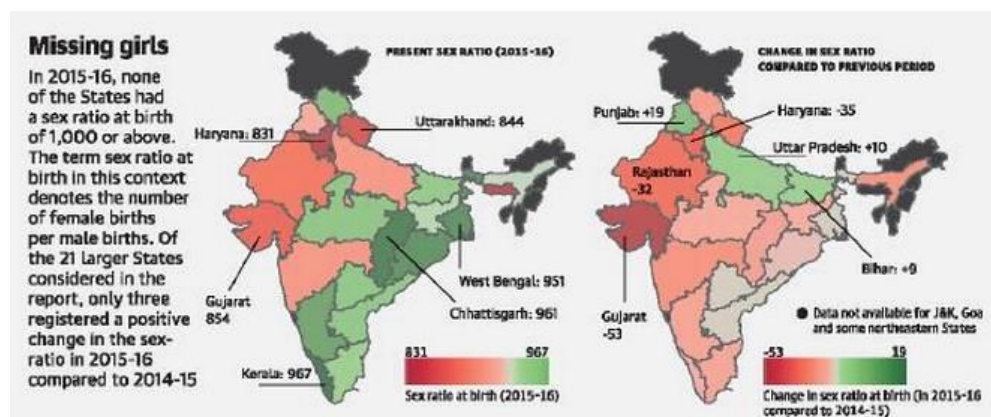 Missing girls
In 2015-16, none
of the States had
a sex ratio at birth
of 1,000 or above.
The term sex ratio at
birth in this context
denotes the number
of female births
per male births. Of
the 21 larger States
considered in the
report, only three
registered a positive
change in the sex-
ratio in 2015-16
compared to 2014-15
PRESENT SEX RATIO (2015-16)
Haryana: 831
Uttarakhand: 844
Gujarat
854
West Bengal: 951
Chhattisgarh: 961
Kerala: 967
831 967
Sex ratio at birth (2015-16)
CHANGE IN SEX RATIO
COMPARED TO PREVIOUS PERIOD
Punjab: +19
Haryana: -35
Uttar Pradesh: +10
Rajasthan
-32
Bihar: +9
Gujarat
-53
Data not available for J&K, Goa
and some northeastern States
-53 19
Change in sex ratio at birth (in 2015-16
compared to 2014-15)